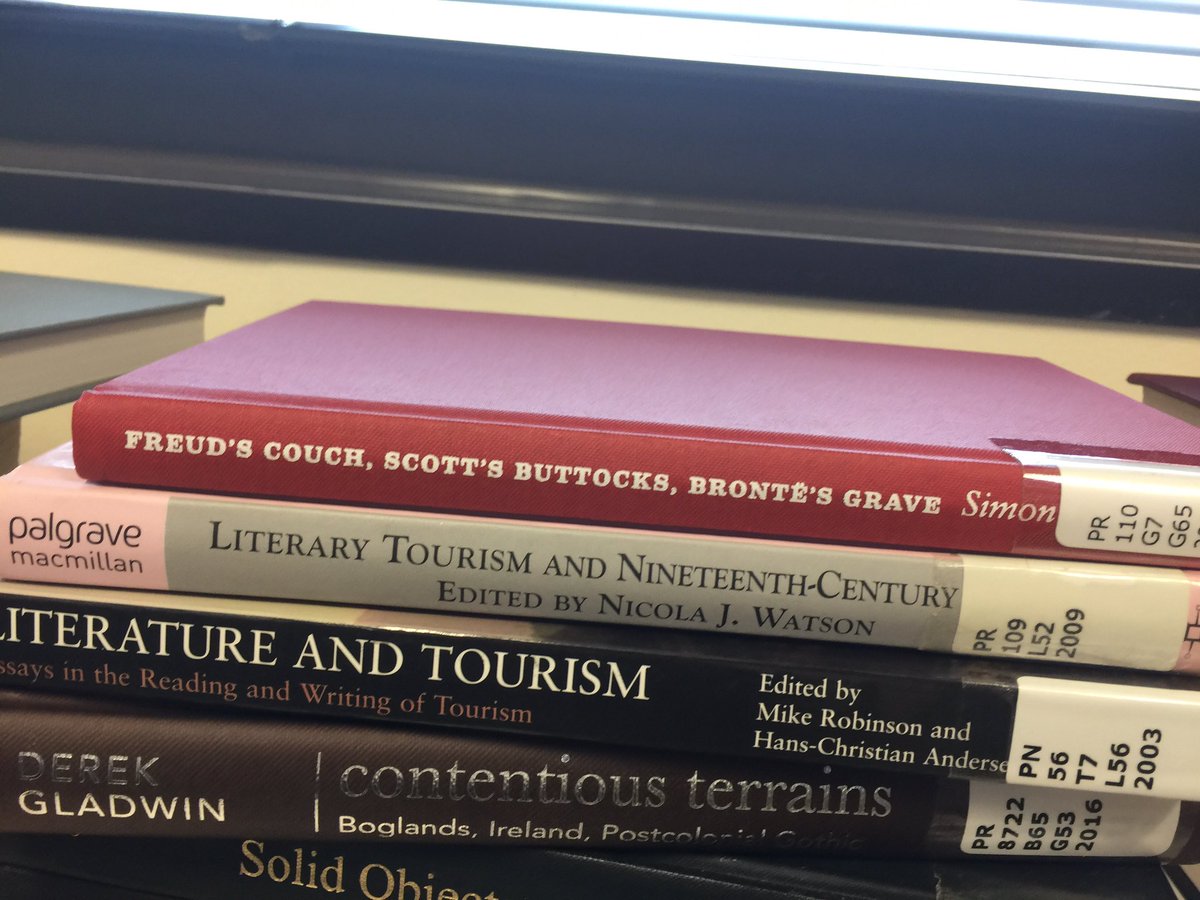 FREUD'S COUCH, SCOTT'S BUTTOCKS, BRONTË'S GRAVE Simon
PR
110
G7
G65
palgrave
macmillan
LITERARY TOURISM AND NINETEENTH-CENTURY
EDITED BY NICOLA J. WATSON
PR
109
L52
2009
LITERATURE AND TOURISM
ssays in the Reading and Writing of Tourism
Edited by
Mike Robinson and
Hans-Christian Anderse
PN
56
T7
L56
2003
DEREK
GLADWIN
contentious terrains
Boglands, Ireland, Postcolonial Gothic
PR
8722
B65
G53
2016
Solid Object